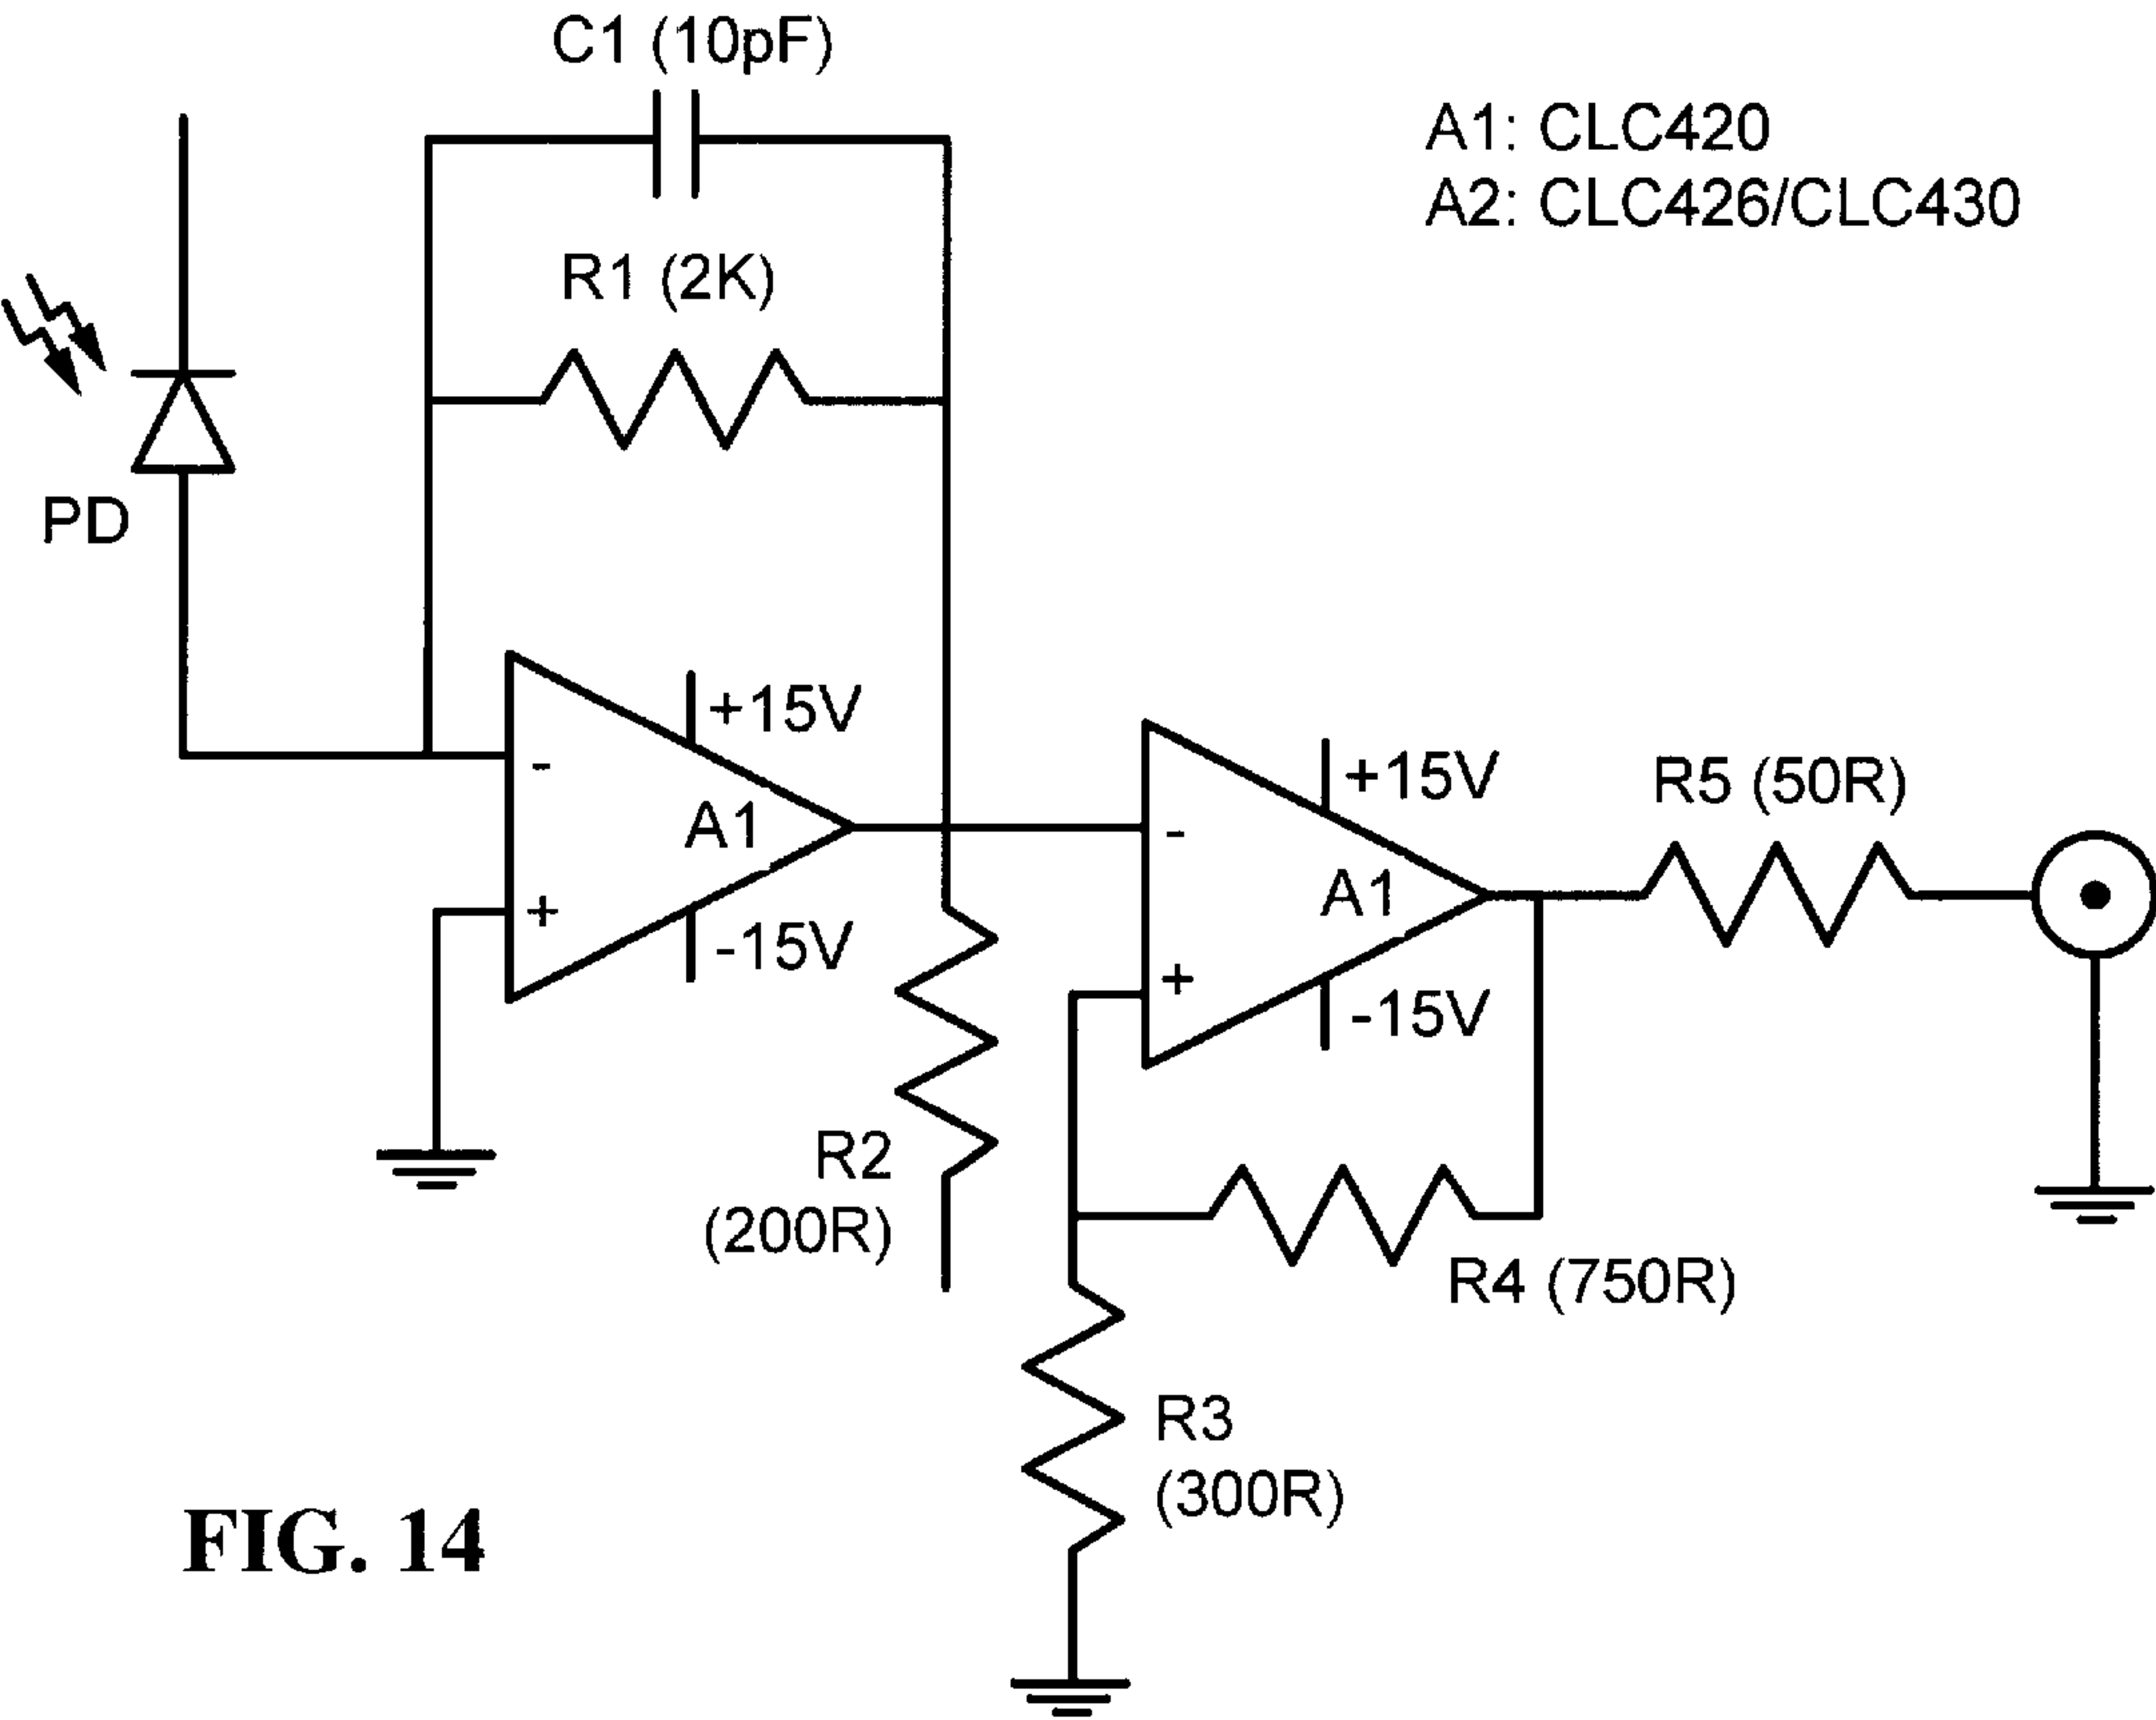 C1 (10pF)
A1: CLC420
A2: CLC426/CLC430
R1 (2K)
PD
+15V
-
A1
+
-15V
+15V
-
A1
+
-15V
R5 (50R)
R2
(200R)
R4 (750R)
R3
(300R)
FIG. 14